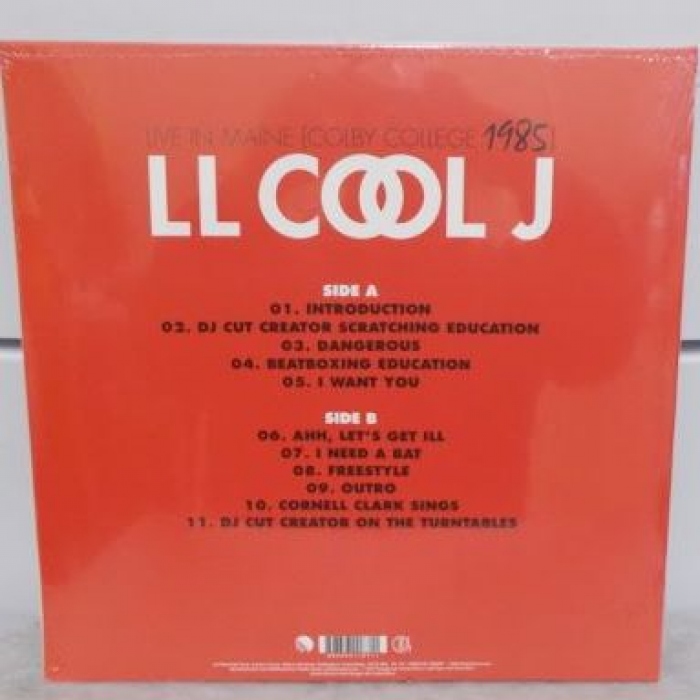 LIVE IN MAINE [COLBY COLLEGE 1985]
LL COOL J
SIDE A
01. INTRODUCTION
02. DJ CUT CREATOR SCRATCHING EDUCATION
03. DANGEROUS
04. BEATBOXING EDUCATION
05. I WANT YOU
SIDE B
06. AHH, LET'S GET ILL
07. I NEED A BAT
08. FREESTYLE
09. OUTRO
10. CORNELL CLARK SINGS
11. DJ CUT CREATOR ON THE TURNTABLES